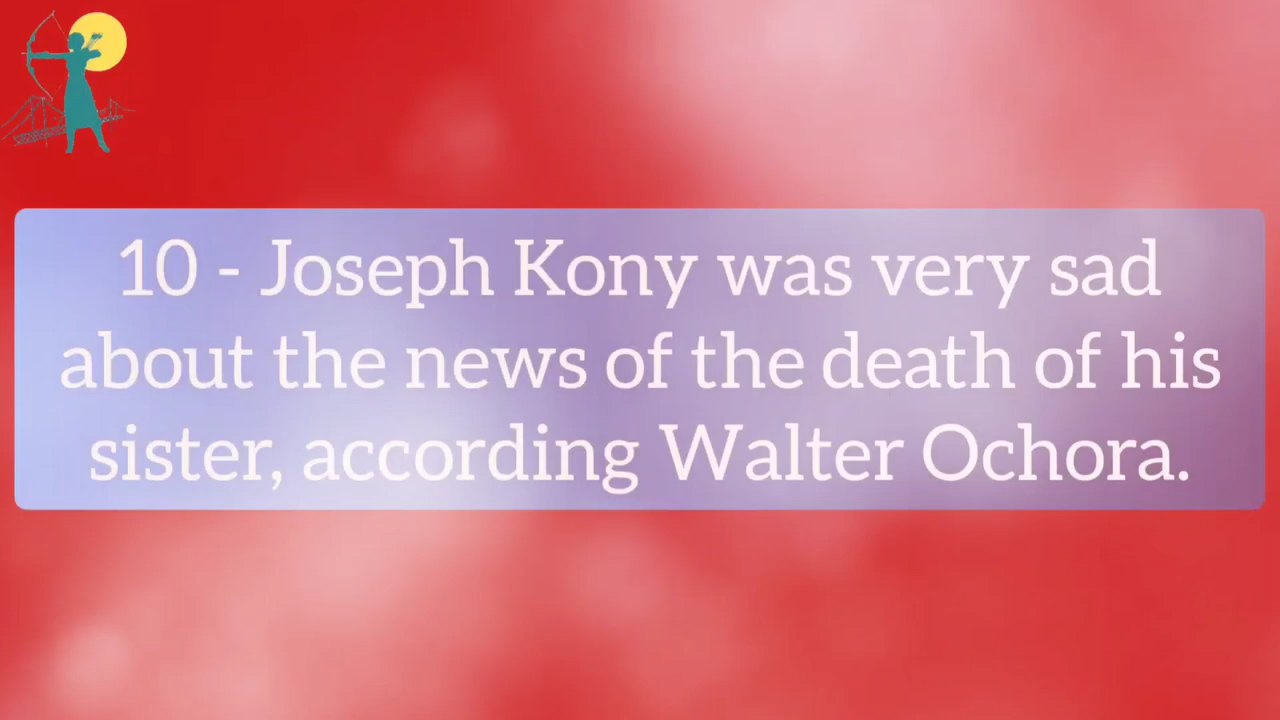 10 - Joseph Kony was very sad
about the news of the death of his
sister, according Walter Ochora.